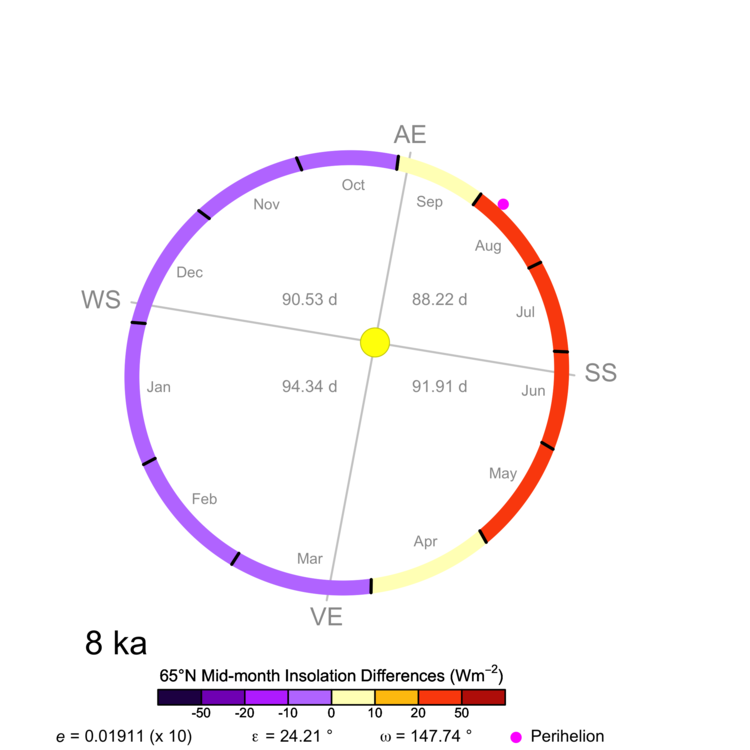 AE
Oct
Sep
Nov
Aug
Dec
WS
90.53 d
88.22 d
Jul
SS
94.34 d
91.91 d
Jan
Jun
May
Feb
Apr
Mar
VE
8 ka
65°N Mid-month Insolation Differences (Wm⁻²)
-50 -20 -10 0 10 20 50
e = 0.01911 (x 10) ε = 24.21 ° ω = 147.74 ° Perihelion